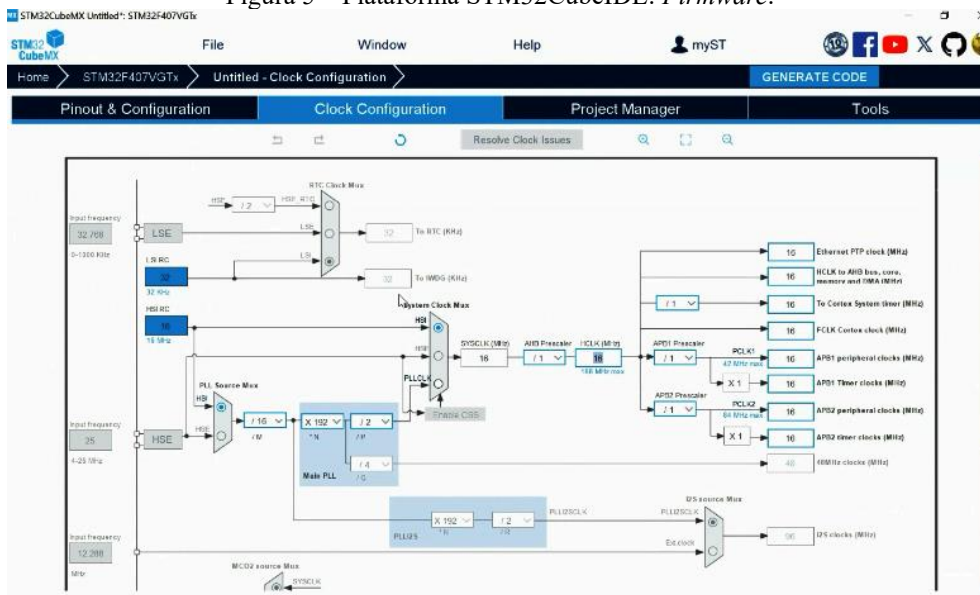 Figura 5 – Plataforma STM32CubeIDE. Firmware.
STM32CubeMX Untitled*: STM32F407VGTx
STM32 CubeMX
File
Window
Help
myST
Home
STM32F407VGTx
Untitled - Clock Configuration
GENERATE CODE
Pinout & Configuration
Clock Configuration
Project Manager
Tools
Resolve Clock Issues
RTC Clock Mux
HSE
/ 2
HSE_RTC
Input frequency
32.768
0-1000 KHz
LSE
LSE
32
To RTC (KHz)
LSI RC
32
32 KHz
LSI
32
To IWDG (KHz)
HSI RC
16
16 MHz
System Clock Mux
HSI
HSE
PLLCLK
SYSCLK (MHz)
16
AHB Prescaler
/ 1
HCLK (MHz)
16
168 MHz max
Enable CSS
16
Ethernet PTP clock (MHz)
16
HCLK to AHB bus, core,
memory and DMA (MHz)
/ 1
16
To Cortex System timer (MHz)
16
FCLK Cortex clock (MHz)
APB1 Prescaler
/ 1
PCLK1
42 MHz max
16
APB1 peripheral clocks (MHz)
X 1
16
APB1 Timer clocks (MHz)
APB2 Prescaler
/ 1
PCLK2
84 MHz max
16
APB2 peripheral clocks (MHz)
X 1
16
APB2 timer clocks (MHz)
48
48MHz clocks (MHz)
PLL Source Mux
HSI
HSE
Input frequency
25
4-25 MHz
HSE
/ 16
/ M
X 192
* N
/ 2
/ P
/ 4
/ Q
Main PLL
X 192
* N
/ 2
/ R
PLLI2S
PLLI2SCLK
I2S source Mux
PLLI2SCLK
Ext.clock
96
I2S clocks (MHz)
Input frequency
12.288
MHz
MCO2 source Mux
SYSCLK